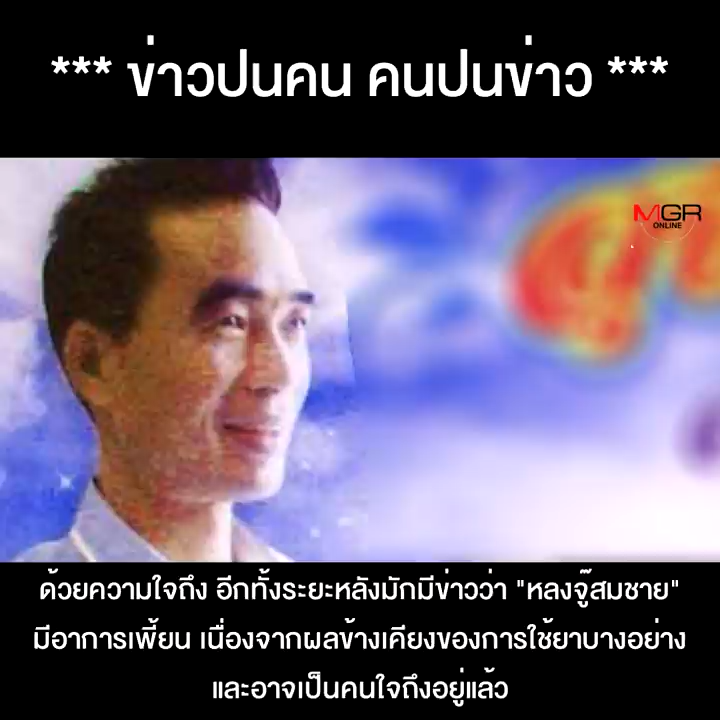 *** ข่าวปนคน คนปนข่าว ***
MGR
ONLINE
ด้วยความใจถึง อีกทั้งระยะหลังมักมีข่าวว่า "หลงจู๊สมชาย"
มีอาการเพี้ยน เนื่องจากผลข้างเคียงของการใช้ยาบางอย่าง
และอาจเป็นคนใจถึงอยู่แล้ว